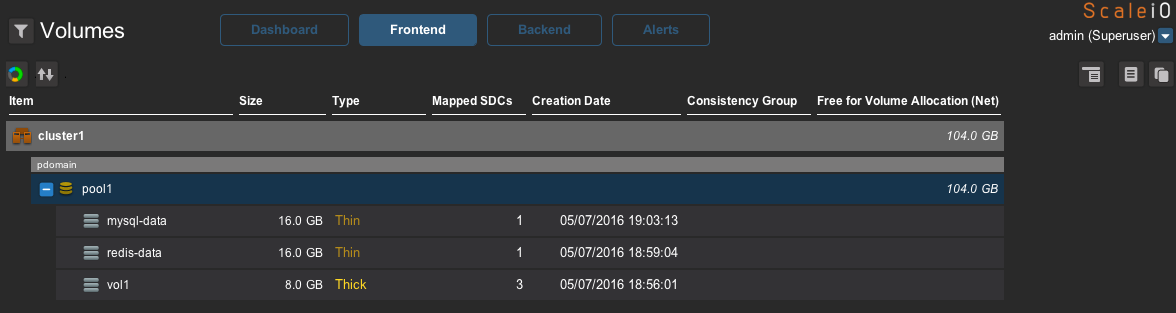 ScaleiO
Volumes Dashboard Frontend Backend Alerts
admin (Superuser)
Item Size Type Mapped SDCs Creation Date Consistency Group Free for Volume Allocation (Net)
cluster1 104.0 GB
pdomain
pool1 104.0 GB
mysql-data 16.0 GB Thin 1 05/07/2016 19:03:13
redis-data 16.0 GB Thin 1 05/07/2016 18:59:04
vol1 8.0 GB Thick 3 05/07/2016 18:56:01